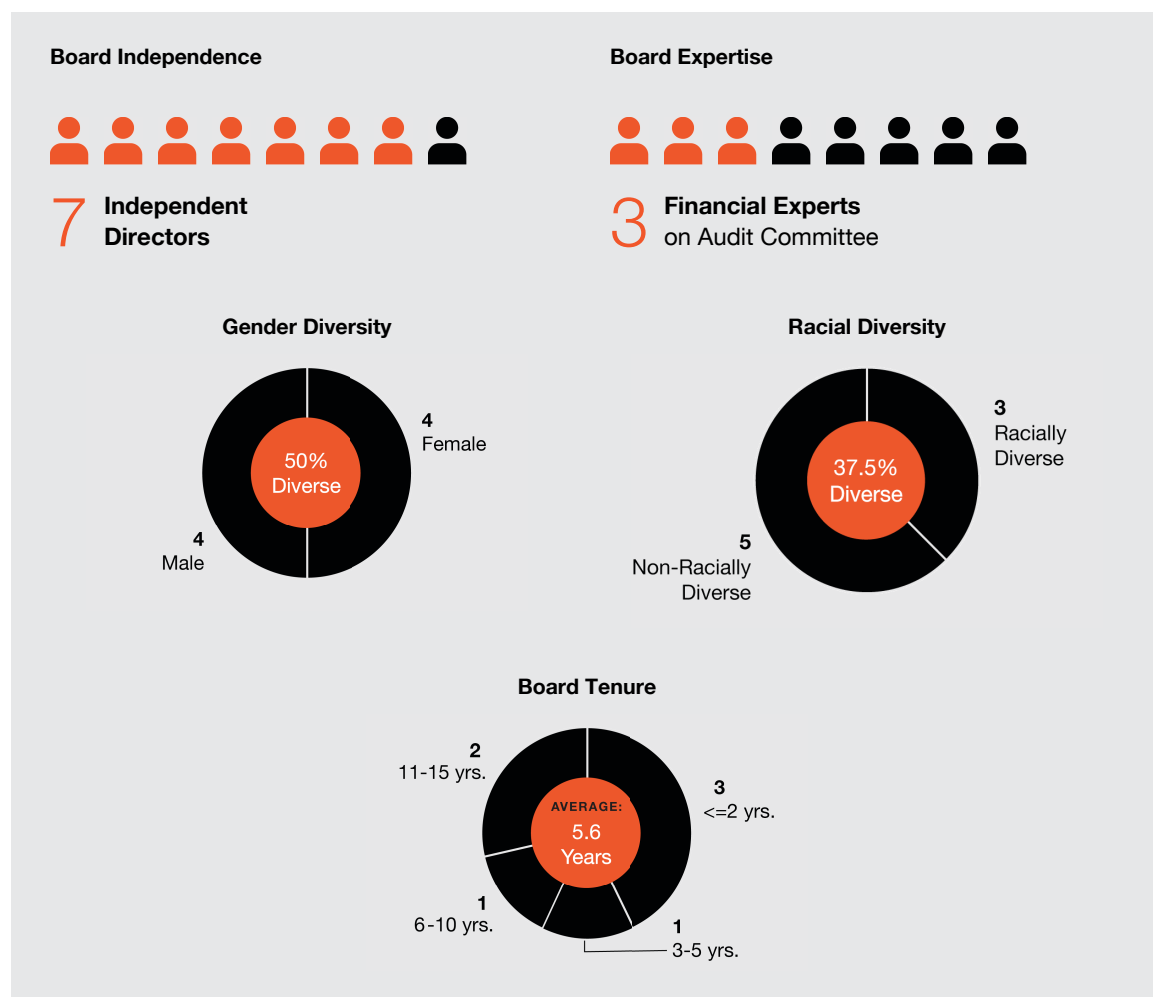 Board Independence
7
Independent
Directors
Board Expertise
3
Financial Experts
on Audit Committee
Gender Diversity
50%
Diverse
4
Female
4
Male
Racial Diversity
37.5%
Diverse
3
Racially
Diverse
5
Non-Racially
Diverse
Board Tenure
AVERAGE:
5.6
Years
2
11-15 yrs.
3
<=2 yrs.
1
6-10 yrs.
1
3-5 yrs.